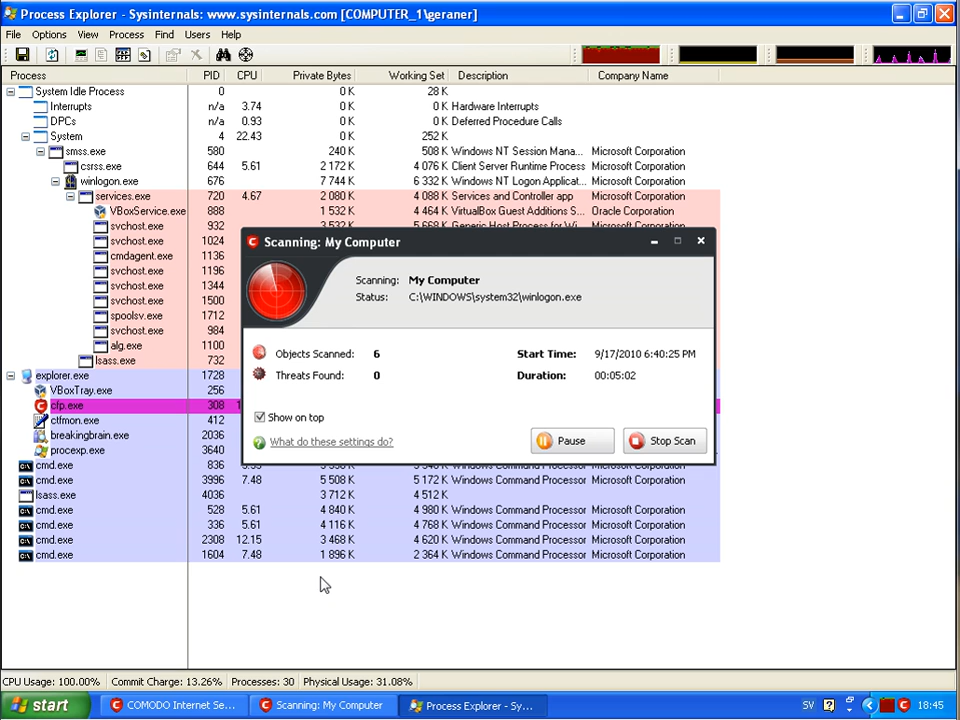 Process Explorer - Sysinternals: www.sysinternals.com [COMPUTER_1\geraner]
File Options View Process Find Users Help
Process PID CPU Private Bytes Working Set Description Company Name
System Idle Process 0 0 K 28 K
Interrupts n/a 3.74 0 K 0 K Hardware Interrupts
DPCs n/a 0.93 0 K 0 K Deferred Procedure Calls
System 4 22.43 0 K 252 K
smss.exe 580 240 K 508 K Windows NT Session Mana... Microsoft Corporation
csrss.exe 644 5.61 2 172 K 4 076 K Client Server Runtime Process Microsoft Corporation
winlogon.exe 676 7 744 K 6 332 K Windows NT Logon Applicat... Microsoft Corporation
services.exe 720 4.67 2 080 K 4 088 K Services and Controller app Microsoft Corporation
VBoxService.exe 888 1 532 K 4 464 K VirtualBox Guest Additions S... Oracle Corporation
svchost.exe 932
svchost.exe 1024
cmdagent.exe 1136
svchost.exe 1196
svchost.exe 1344
svchost.exe 1500
spoolsv.exe 1712
svchost.exe 984
alg.exe 1100
lsass.exe 732
explorer.exe 1728
VBoxTray.exe 256
cfp.exe 308
ctfmon.exe 412
breakingbrain.exe 2036
procexp.exe 3640
cmd.exe 836
cmd.exe 3996 7.48 5 508 K 5 172 K Windows Command Processor Microsoft Corporation
lsass.exe 4036 3 712 K 4 512 K
cmd.exe 528 5.61 4 840 K 4 980 K Windows Command Processor Microsoft Corporation
cmd.exe 336 5.61 4 116 K 4 768 K Windows Command Processor Microsoft Corporation
cmd.exe 2308 12.15 3 468 K 4 620 K Windows Command Processor Microsoft Corporation
cmd.exe 1604 7.48 1 896 K 2 364 K Windows Command Processor Microsoft Corporation
Scanning: My Computer
Scanning: My Computer
Status: C:\WINDOWS\system32\winlogon.exe
Objects Scanned: 6 Start Time: 9/17/2010 6:40:25 PM
Threats Found: 0 Duration: 00:05:02
Show on top
What do these settings do? Pause Stop Scan
CPU Usage: 100.00% Commit Charge: 13.26% Processes: 30 Physical Usage: 31.08%
start COMODO Internet Se... Scanning: My Computer Process Explorer - Sy... SV 18:45